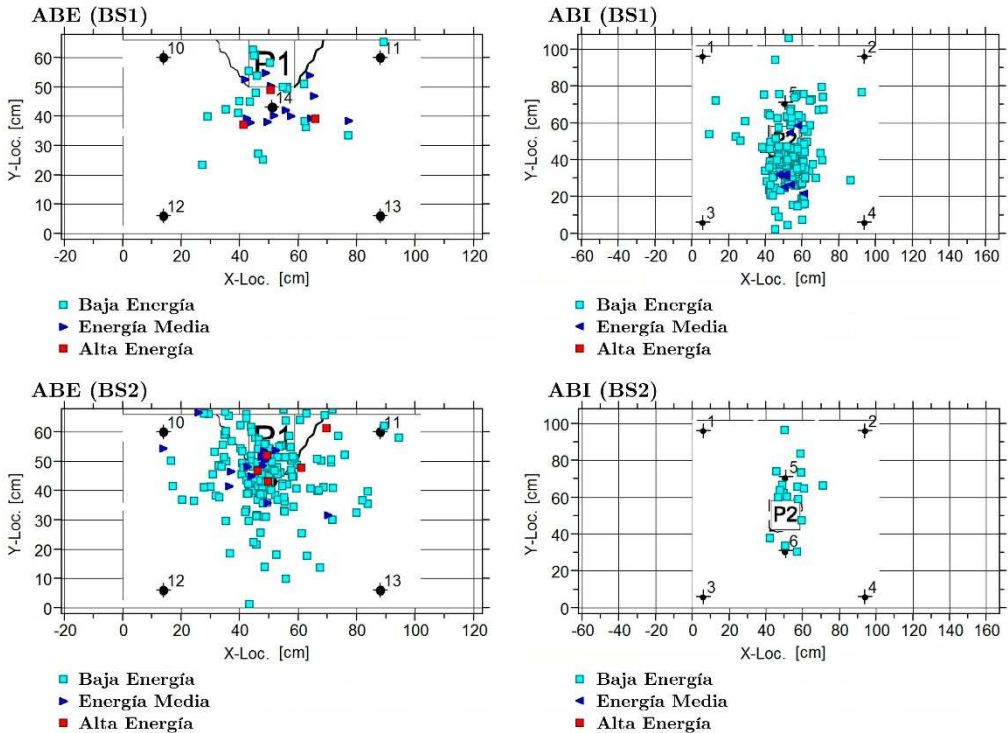 ABE (BS1)
10
11
P1
14
12
13
60
50
40
30
20
10
0
Y-Loc. [cm]
-20 0 20 40 60 80 100 120
X-Loc. [cm]
Baja Energía
Energía Media
Alta Energía
ABI (BS1)
1
2
5
P2
3
4
100
80
60
40
20
0
Y-Loc. [cm]
-60 -40 -20 0 20 40 60 80 100 120 140 160
X-Loc. [cm]
Baja Energía
Energía Media
Alta Energía
ABE (BS2)
10
11
P1
12
13
60
50
40
30
20
10
0
Y-Loc. [cm]
-20 0 20 40 60 80 100 120
X-Loc. [cm]
Baja Energía
Energía Media
Alta Energía
ABI (BS2)
1
2
5
P2
6
3
4
100
80
60
40
20
0
Y-Loc. [cm]
-60 -40 -20 0 20 40 60 80 100 120 140 160
X-Loc. [cm]
Baja Energía
Energía Media
Alta Energía